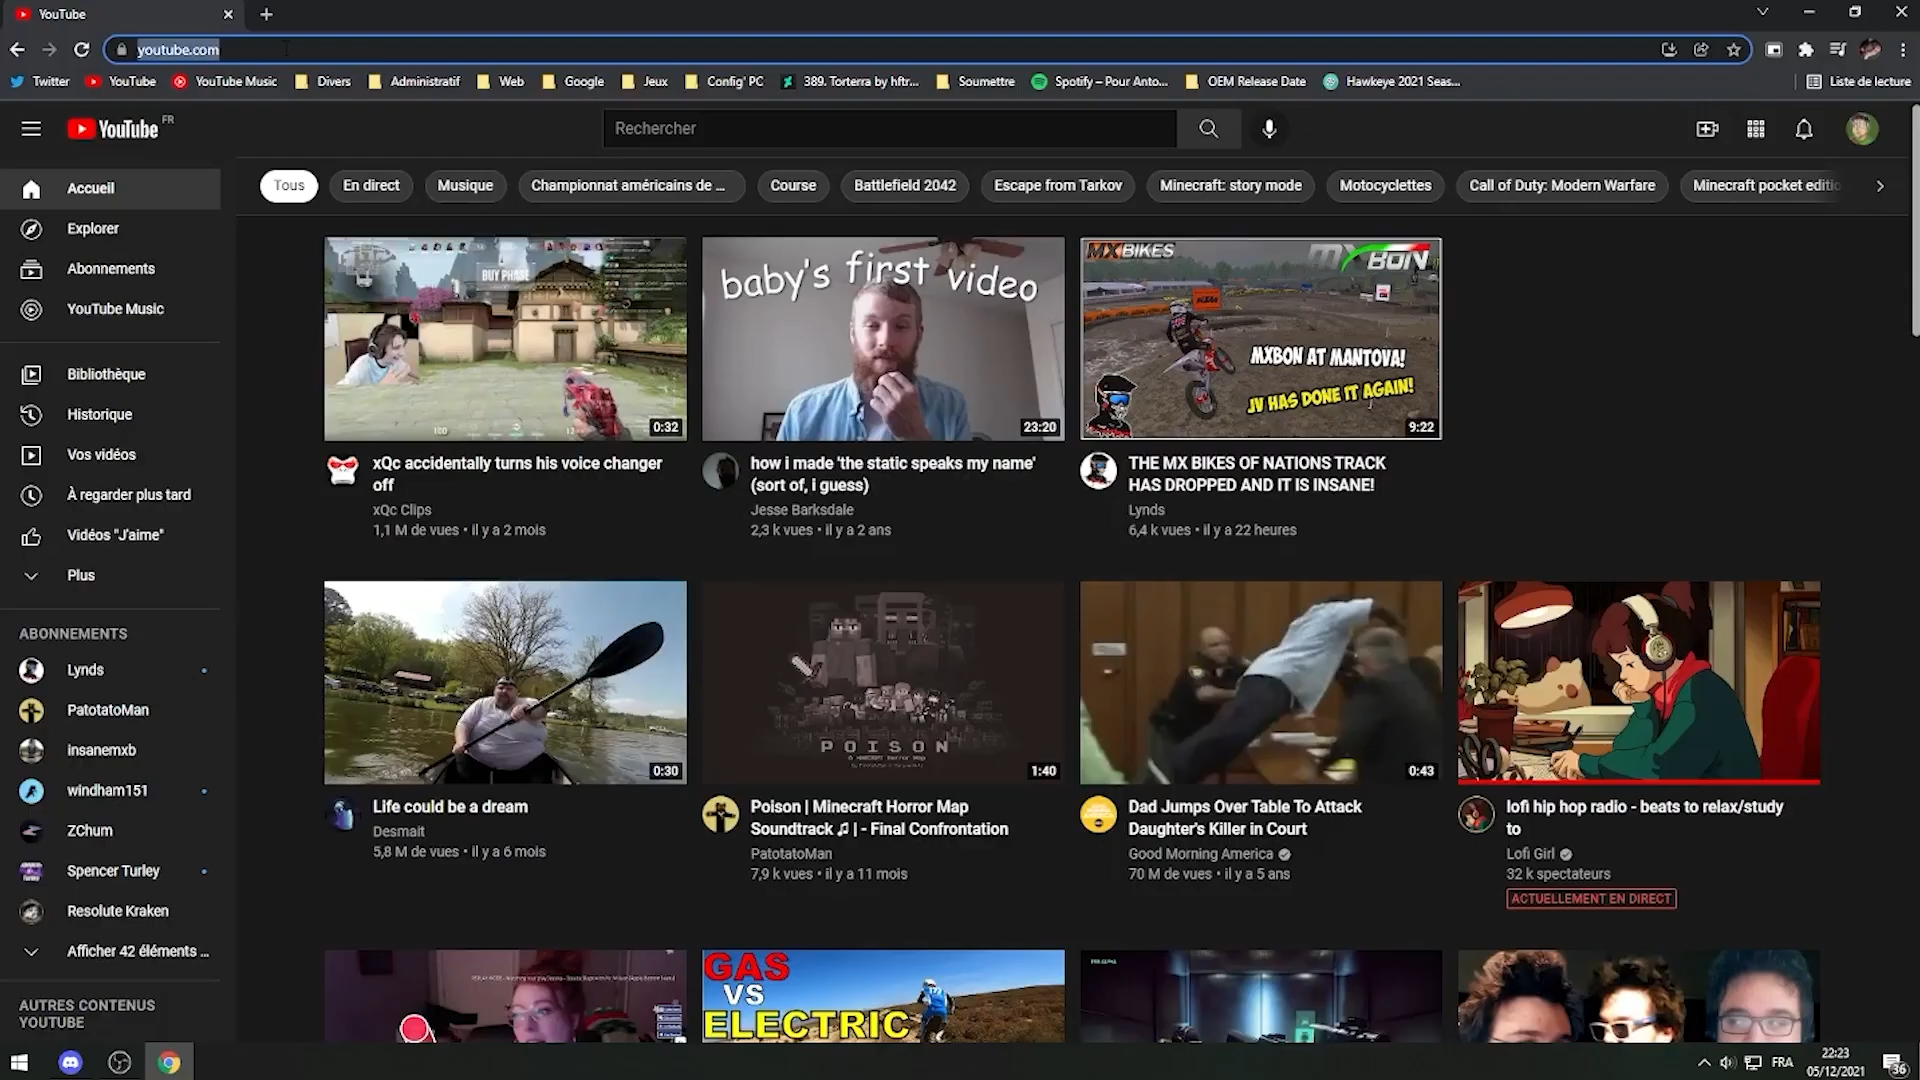 YouTube
youtube.com
Twitter YouTube YouTube Music Divers Administratif Web Google Jeux Config' PC 389. Torterra by hftr... Soumettre Spotify – Pour Anto... OEM Release Date Hawkeye 2021 Seas... Liste de lecture
YouTube FR
Rechercher
Accueil
Explorer
Abonnements
YouTube Music
Bibliothèque
Historique
Vos vidéos
À regarder plus tard
Vidéos "J'aime"
Plus
ABONNEMENTS
Lynds
PatotatoMan
insanemxb
windham151
ZChum
Spencer Turley
Resolute Kraken
Afficher 42 éléments ...
AUTRES CONTENUS
YOUTUBE
Tous En direct Musique Championnat américains de ... Course Battlefield 2042 Escape from Tarkov Minecraft: story mode Motocyclettes Call of Duty: Modern Warfare Minecraft pocket editio
BUY PHASE
100
0:32
xQc accidentally turns his voice changer
off
xQc Clips
1,1 M de vues • il y a 2 mois
baby's first video
23:20
how i made 'the static speaks my name'
(sort of, i guess)
Jesse Barksdale
2,3 k vues • il y a 2 ans
MXBIKES
MXBON
KTM
MXBON AT MANTOVA!
JV HAS DONE IT AGAIN!
9:22
THE MX BIKES OF NATIONS TRACK
HAS DROPPED AND IT IS INSANE!
Lynds
6,4 k vues • il y a 22 heures
0:30
Life could be a dream
Desmait
5,8 M de vues • il y a 6 mois
POISON
1:40
Poison | Minecraft Horror Map
Soundtrack ♫ | - Final Confrontation
PatotatoMan
7,9 k vues • il y a 11 mois
0:43
Dad Jumps Over Table To Attack
Daughter's Killer in Court
Good Morning America
70 M de vues • il y a 5 ans
lofi hip hop radio - beats to relax/study
to
Lofi Girl
32 k spectateurs
ACTUELLEMENT EN DIRECT
GAS
VS
ELECTRIC
FRA
22:23
05/12/2021
36